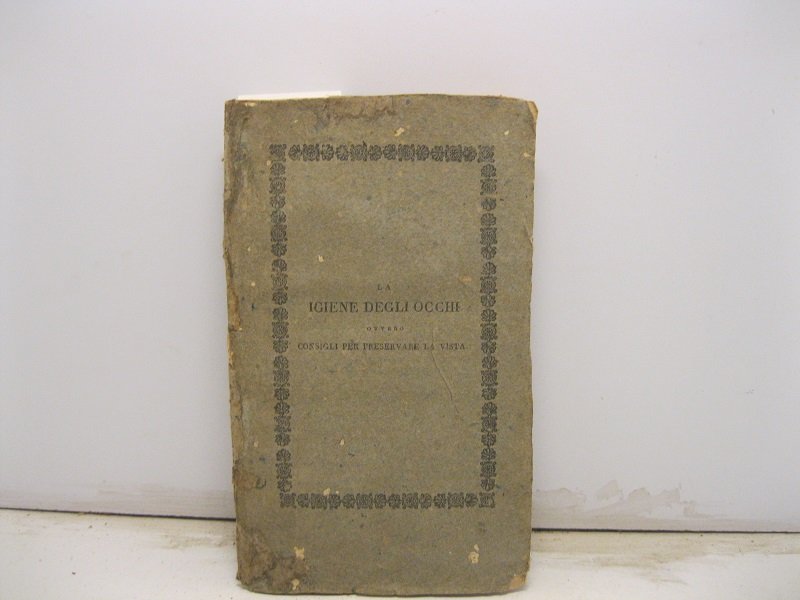 LA
IGIENE DEGLI OCCHI
OVVERO
CONSIGLI PER PRESERVARE LA VISTA